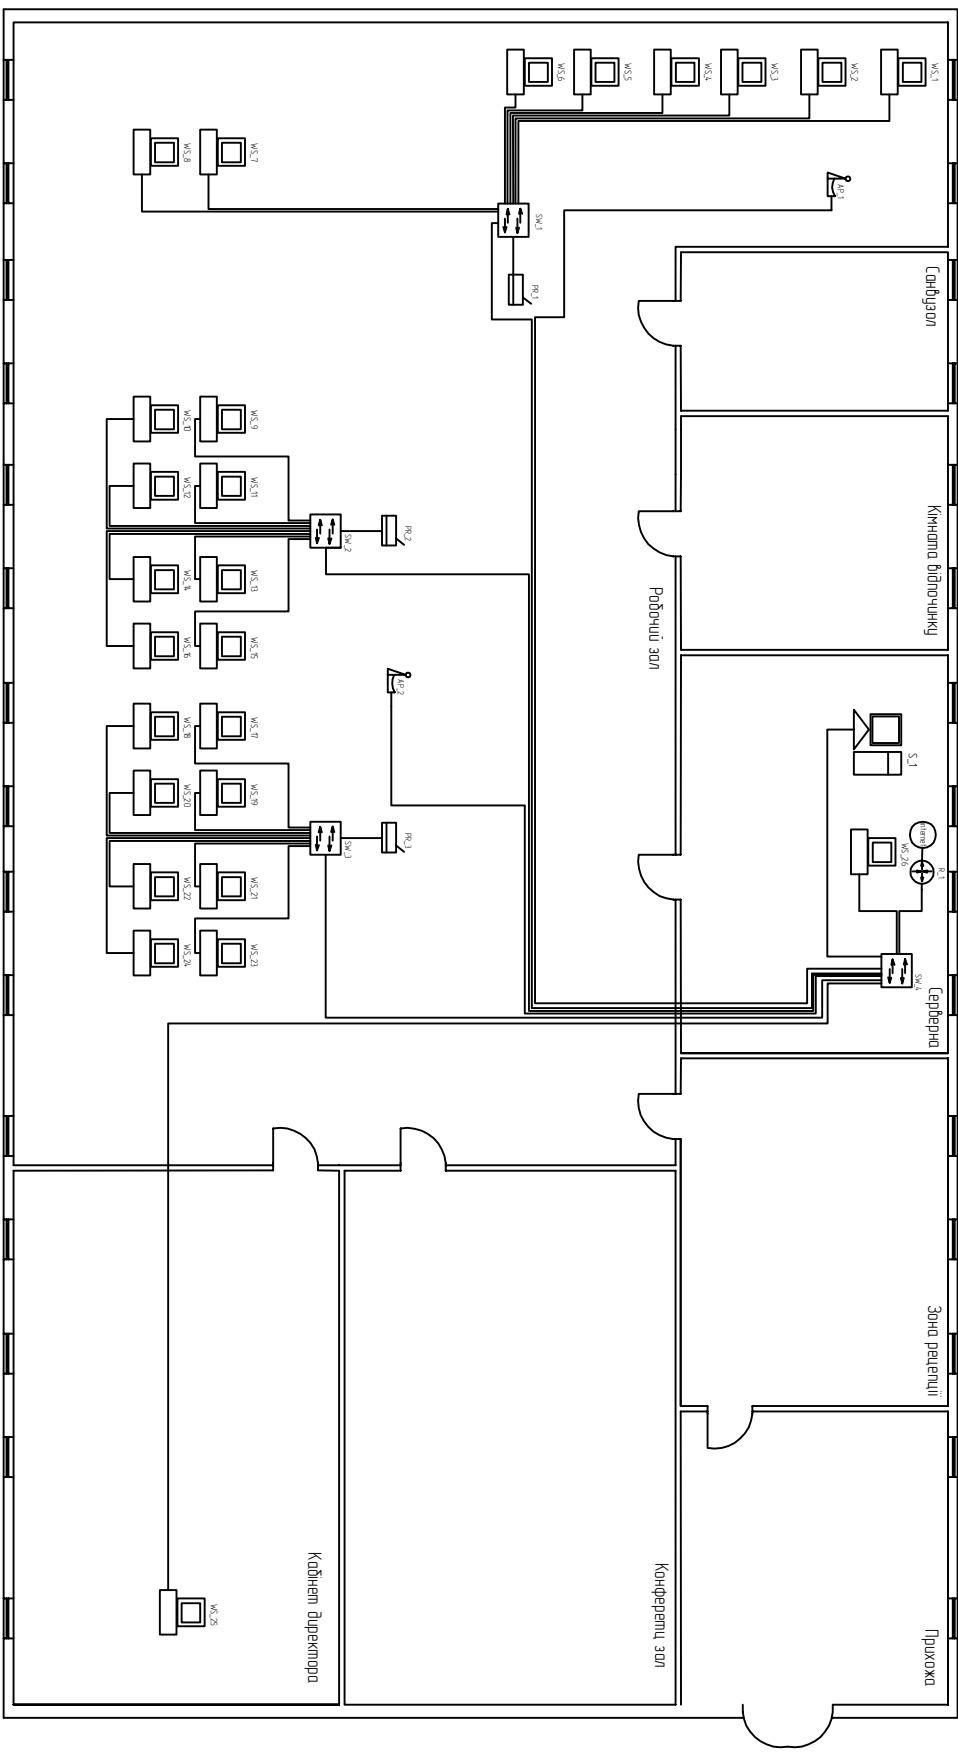 WS_1
WS_2
WS_3
WS_4
WS_5
WS_6
AP_1
WS_7
WS_8
SW_1
PR_1
Санвузол
WS_9
WS_10
WS_11
WS_12
SW_2
PR_2
WS_13
WS_14
WS_15
WS_16
Кімната відпочинку
Робочий зал
AP_2
WS_17
WS_18
WS_19
WS_20
SW_3
PR_3
WS_21
WS_22
WS_23
WS_24
S_1
Internet
R_1
WS_26
SW_4
Серверна
Зона рецепції
Прихожа
Конферетц зал
Кабінет директора
WS_25